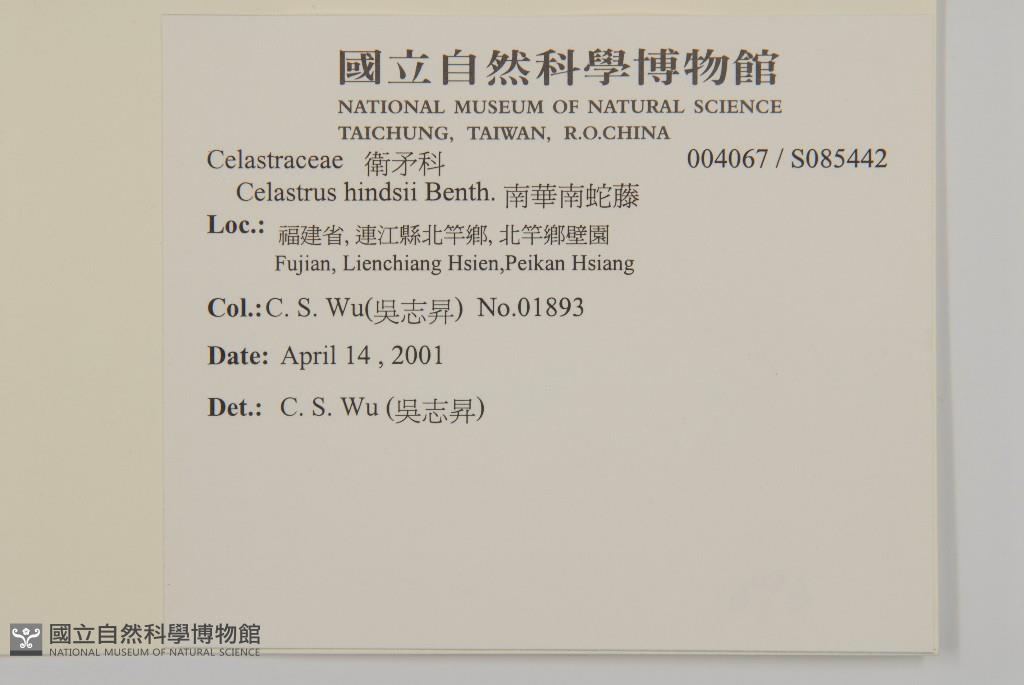 國立自然科學博物館
NATIONAL MUSEUM OF NATURAL SCIENCE
TAICHUNG, TAIWAN, R.O.CHINA
Celastraceae 衛矛科 004067 / S085442
Celastrus hindsii Benth. 南華南蛇藤
Loc.: 福建省, 連江縣北竿鄉, 北竿鄉壁園
Fujian, Lienchiang Hsien,Peikan Hsiang
Col.:C. S. Wu(吳志昇) No.01893
Date: April 14 , 2001
Det.: C. S. Wu (吳志昇)
國立自然科學博物館
NATIONAL MUSEUM OF NATURAL SCIENCE